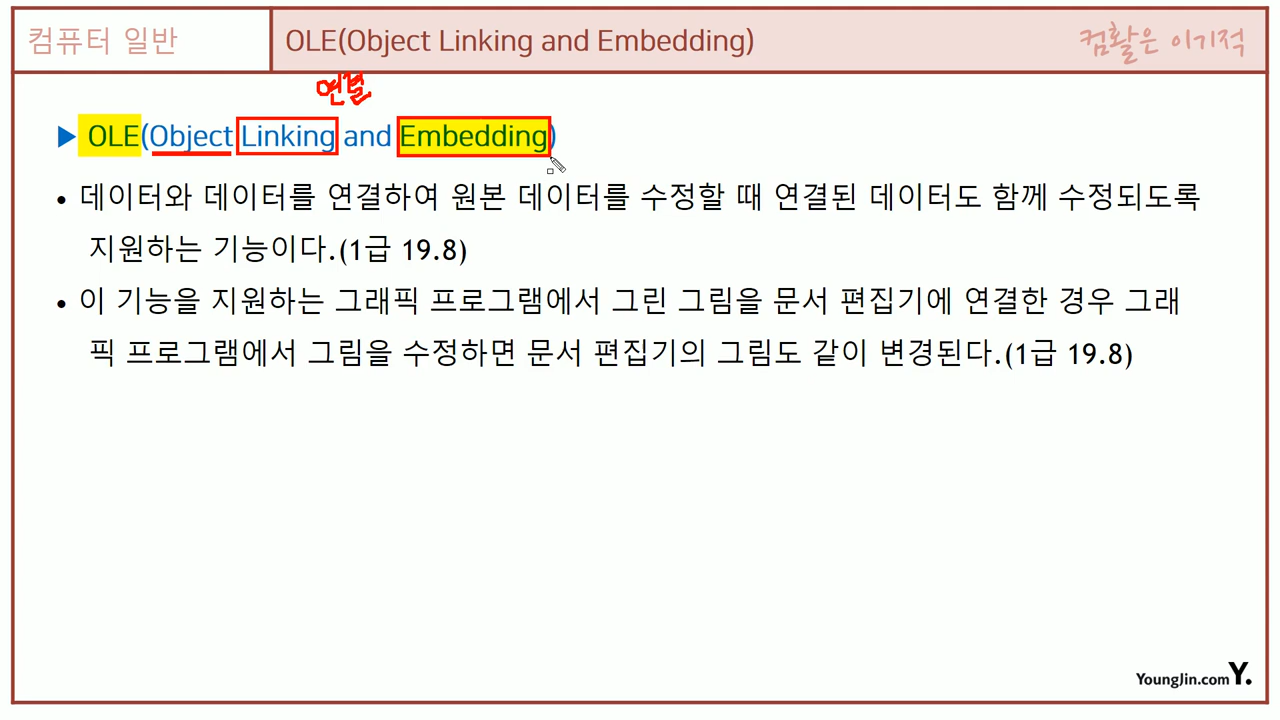 컴퓨터 일반
OLE(Object Linking and Embedding)
컴활은 이기적
연결
▶ OLE(Object Linking and Embedding)
• 데이터와 데이터를 연결하여 원본 데이터를 수정할 때 연결된 데이터도 함께 수정되도록
지원하는 기능이다.(1급 19.8)
• 이 기능을 지원하는 그래픽 프로그램에서 그린 그림을 문서 편집기에 연결한 경우 그래
픽 프로그램에서 그림을 수정하면 문서 편집기의 그림도 같이 변경된다.(1급 19.8)
YoungJin.com Y.